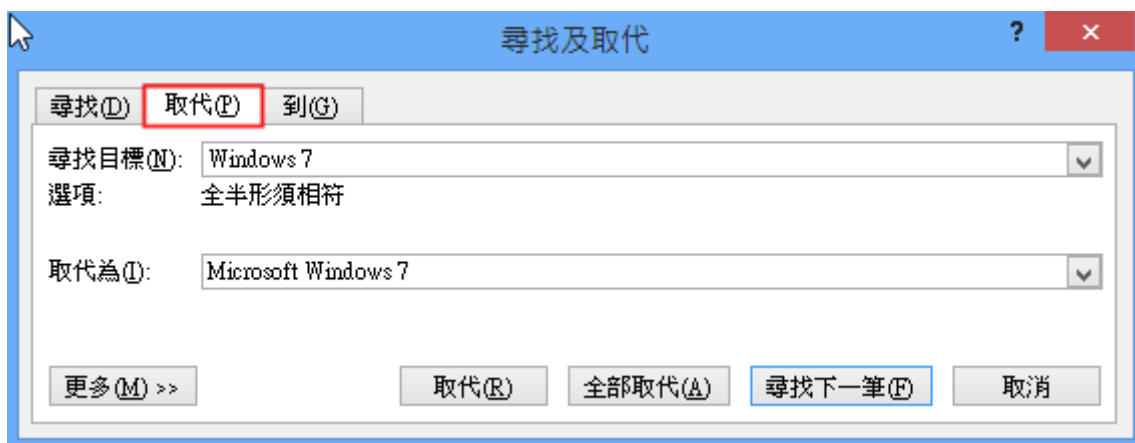 尋找及取代 ? ×
尋找(D) 取代(P) 到(G)
尋找目標(N): Windows 7
選項: 全半形須相符
取代為(I): Microsoft Windows 7
更多(M) >> 取代(R) 全部取代(A) 尋找下一筆(F) 取消